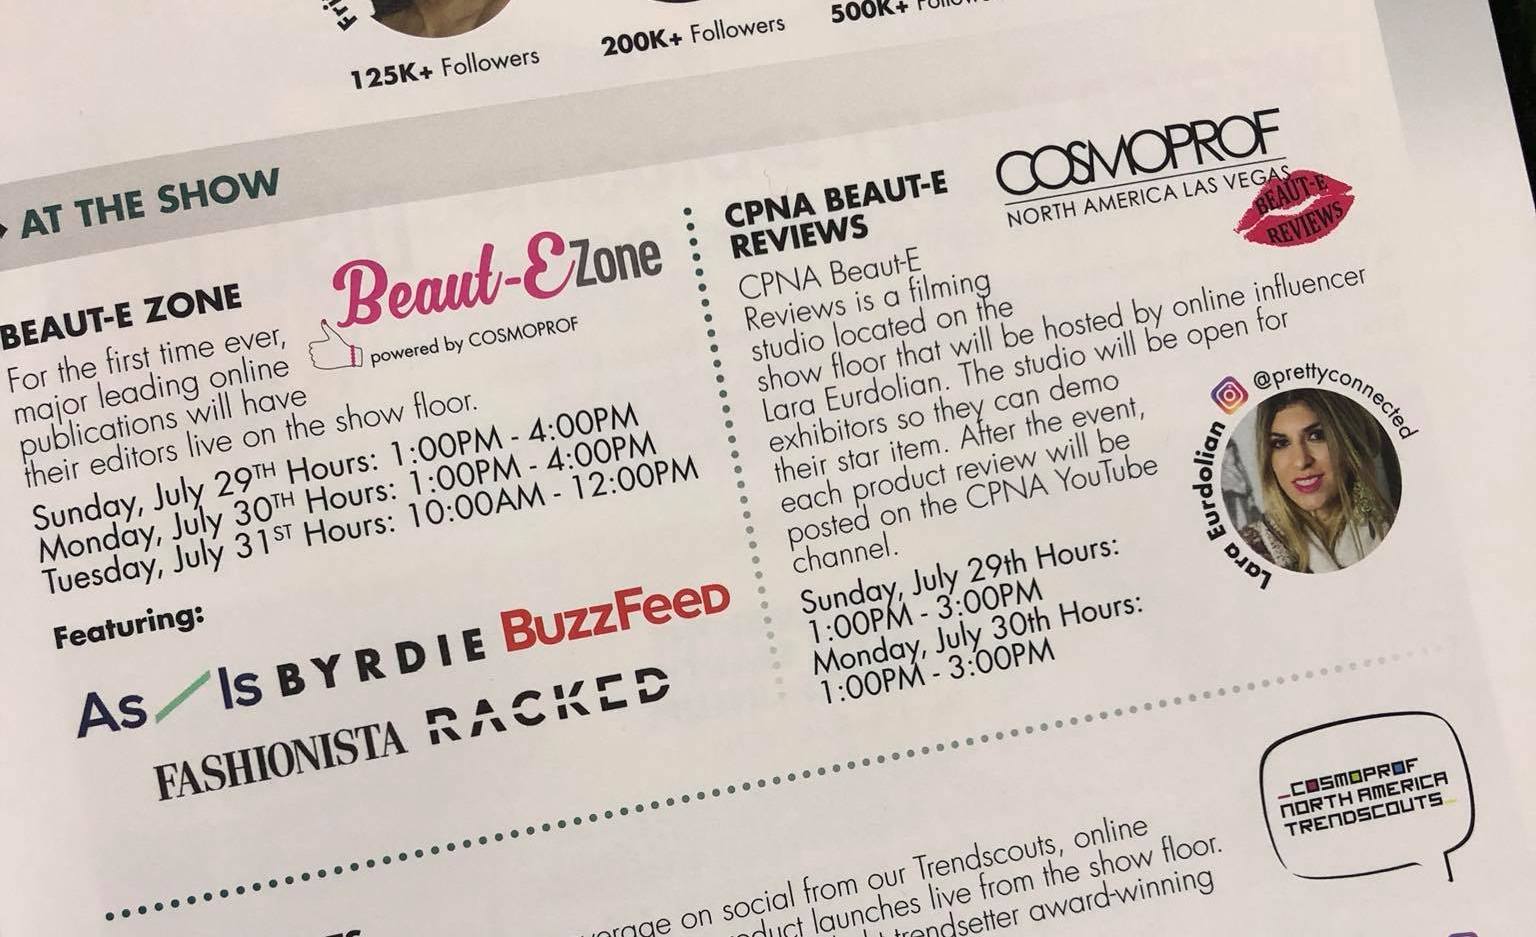 125K+ Followers
200K+ Followers
500K+
AT THE SHOW
BEAUT-E ZONE
Beaut-E Zone
powered by COSMOPROF
For the first time ever,
major leading online
publications will have
their editors live on the show floor.
Sunday, July 29TH Hours: 1:00PM - 4:00PM
Monday, July 30TH Hours: 1:00PM - 4:00PM
Tuesday, July 31ST Hours: 10:00AM - 12:00PM
Featuring:
As/Is BYRDIE BuzzFeeD
FASHIONISTA RACKED
CPNA BEAUT-E
REVIEWS
COSMOPROF
NORTH AMERICA LAS VEGAS
BEAUT-E
REVIEWS
CPNA Beaut-E
Reviews is a filming
studio located on the
show floor that will be hosted by online influencer
Lara Eurdolian. The studio will be open for
exhibitors so they can demo
their star item. After the event,
each product review will be
posted on the CPNA YouTube
channel.
Sunday, July 29th Hours:
1:00PM - 3:00PM
Monday, July 30th Hours:
1:00PM - 3:00PM
@prettyconnected
Lara Eurdolian
COSMOPROF
NORTH AMERICA
TRENDSCOUTS
on social from our Trendscouts, online
launches live from the show floor.
trendsetter award-winning